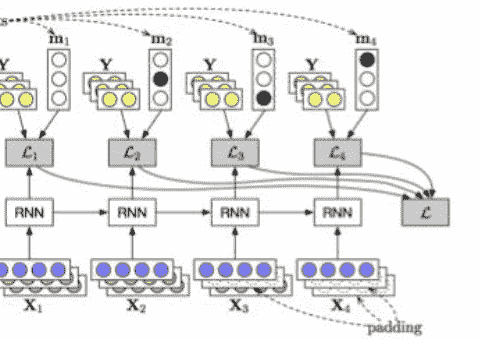 s
m₁ m₂ m₃ m₄
Y Y Y Y
ℒ₁ ℒ₂ ℒ₃ ℒ₄
RNN RNN RNN RNN ℒ
X₁ X₂ X₃ X₄
padding